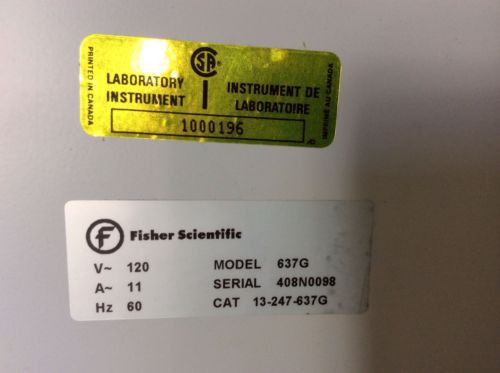 PRINTED IN CANADA
LABORATORY
INSTRUMENT
SA
INSTRUMENT DE
LABORATOIRE
1000196
IMPRIMÉ AU CANADA
F Fisher Scientific
V~ 120 MODEL 637G
A~ 11 SERIAL 408N0098
Hz 60 CAT 13-247-637G